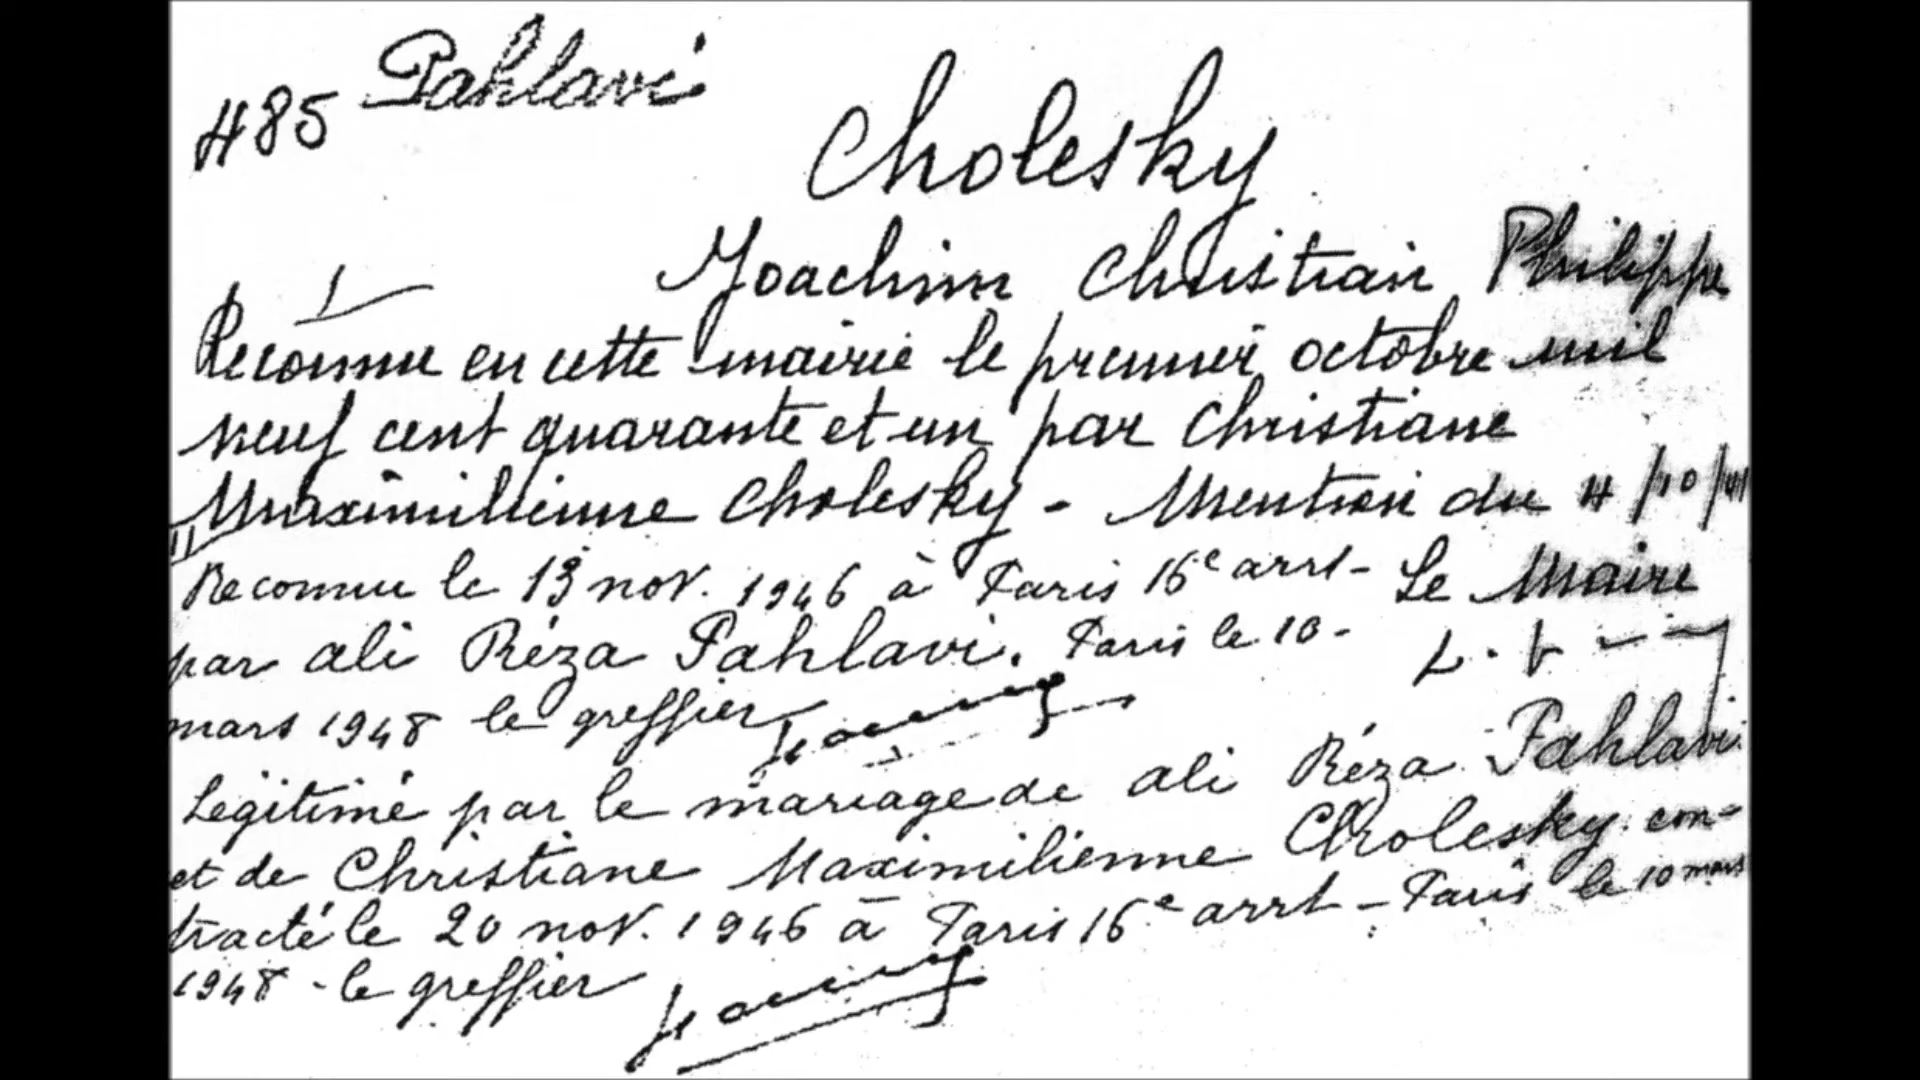 485 Pahlavi
Cholesky
Joachim Christian Philippe
Reconnu en cette mairie le premier octobre mil
neuf cent quarante et un par Christiane
Maximilienne Cholesky - Mention du 4/10/41
Reconnu le 13 nov. 1946 à Paris 16e arrt - Le Maire
par ali Réza Pahlavi. Paris le 10 -
mars 1948 le greffier
Légitimé par le mariage de ali Réza Pahlavi
et de Christiane Maximilienne Cholesky con-
tracté le 20 nov. 1946 à Paris 16e arrt - Paris le 10 mars
1948 - le greffier